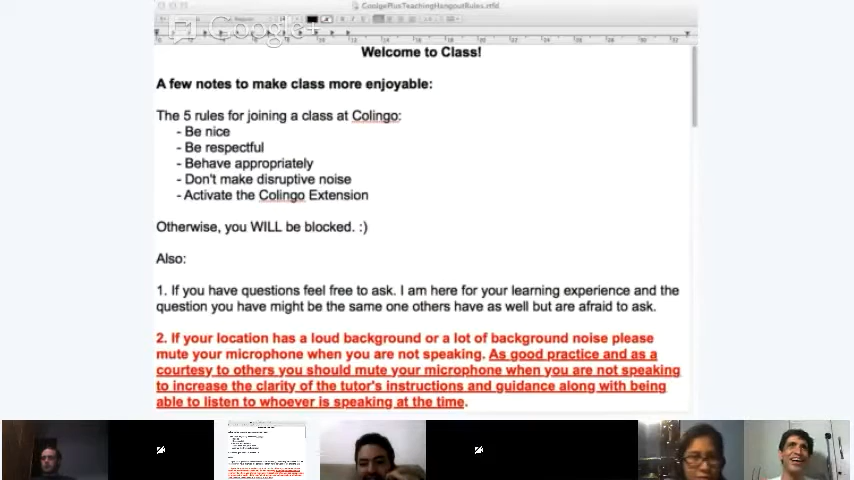 ConigePlusTeachingHangoutRules.rtfd
Google+
Welcome to Class!
A few notes to make class more enjoyable:
The 5 rules for joining a class at Colingo:
- Be nice
- Be respectful
- Behave appropriately
- Don't make disruptive noise
- Activate the Colingo Extension
Otherwise, you WILL be blocked. :)
Also:
1. If you have questions feel free to ask. I am here for your learning experience and the
question you have might be the same one others have as well but are afraid to ask.
2. If your location has a loud background or a lot of background noise please
mute your microphone when you are not speaking. As good practice and as a
courtesy to others you should mute your microphone when you are not speaking
to increase the clarity of the tutor's instructions and guidance along with being
able to listen to whoever is speaking at the time.